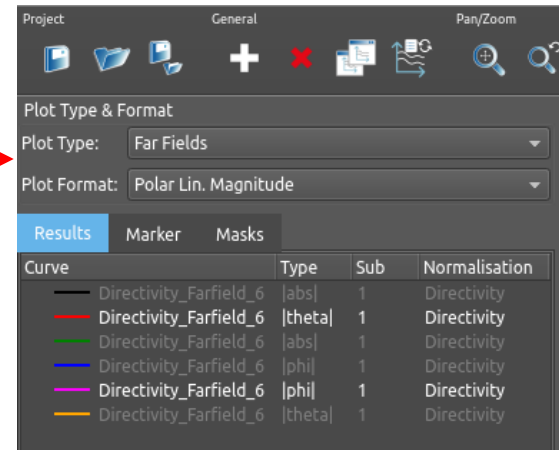 Project General Pan/Zoom
Plot Type & Format
Plot Type: Far Fields
Plot Format: Polar Lin. Magnitude
Results Marker Masks
Curve Type Sub Normalisation
Directivity_Farfield_6 |abs| 1 Directivity
Directivity_Farfield_6 |theta| 1 Directivity
Directivity_Farfield_6 |abs| 1 Directivity
Directivity_Farfield_6 |phi| 1 Directivity
Directivity_Farfield_6 |phi| 1 Directivity
Directivity_Farfield_6 |theta| 1 Directivity